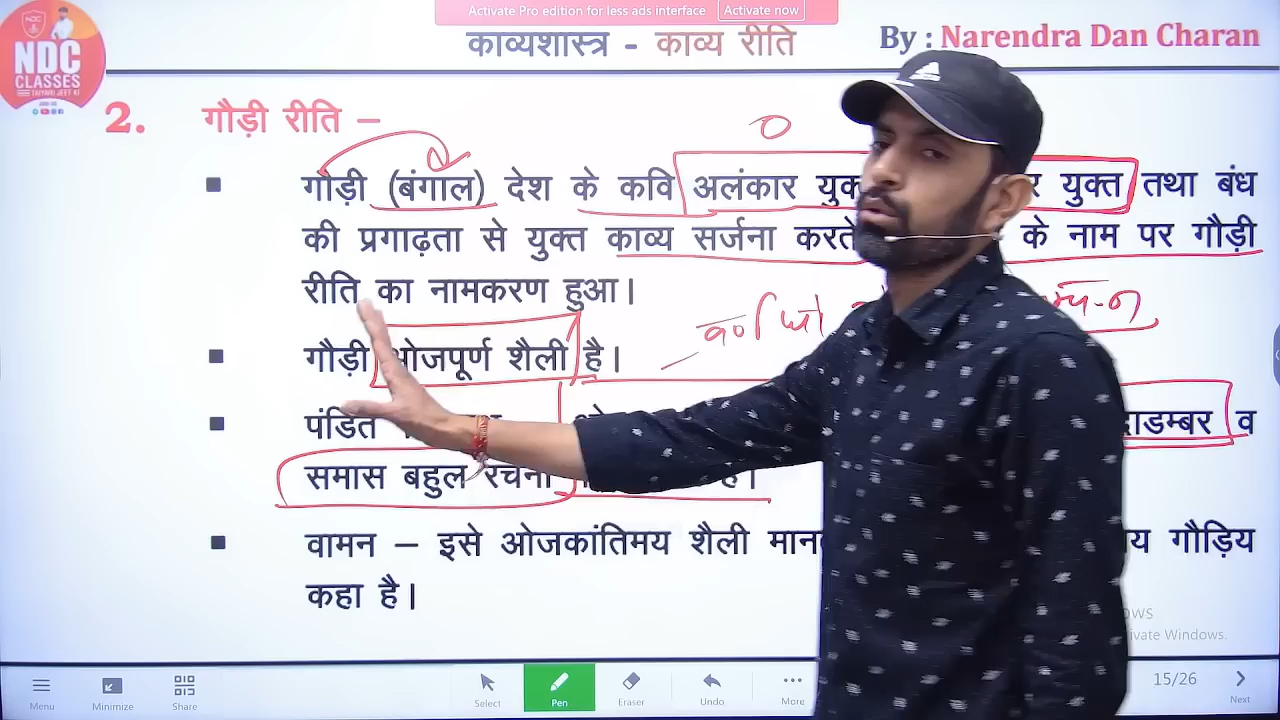 Activate Pro edition for less ads interface Activate now
काव्यशास्त्र - काव्य रीति
By : Narendra Dan Charan
NDC
CLASSES
2. गौड़ी रीति –
गौड़ी (बंगाल) देश के कवि अलंकार युक्त तथा बंध
की प्रगाढ़ता से युक्त काव्य सर्जना करते के नाम पर गौड़ी
रीति का नामकरण हुआ।
गौड़ी ओजपूर्ण शैली है।
पंडित व
समास बहुल रचना है।
वामन – इसे ओजकांतिमय शैली गौड़िय
कहा है।
ivate Windows.
Menu Minimize Share Select Pen Eraser Undo More 15/26 Next